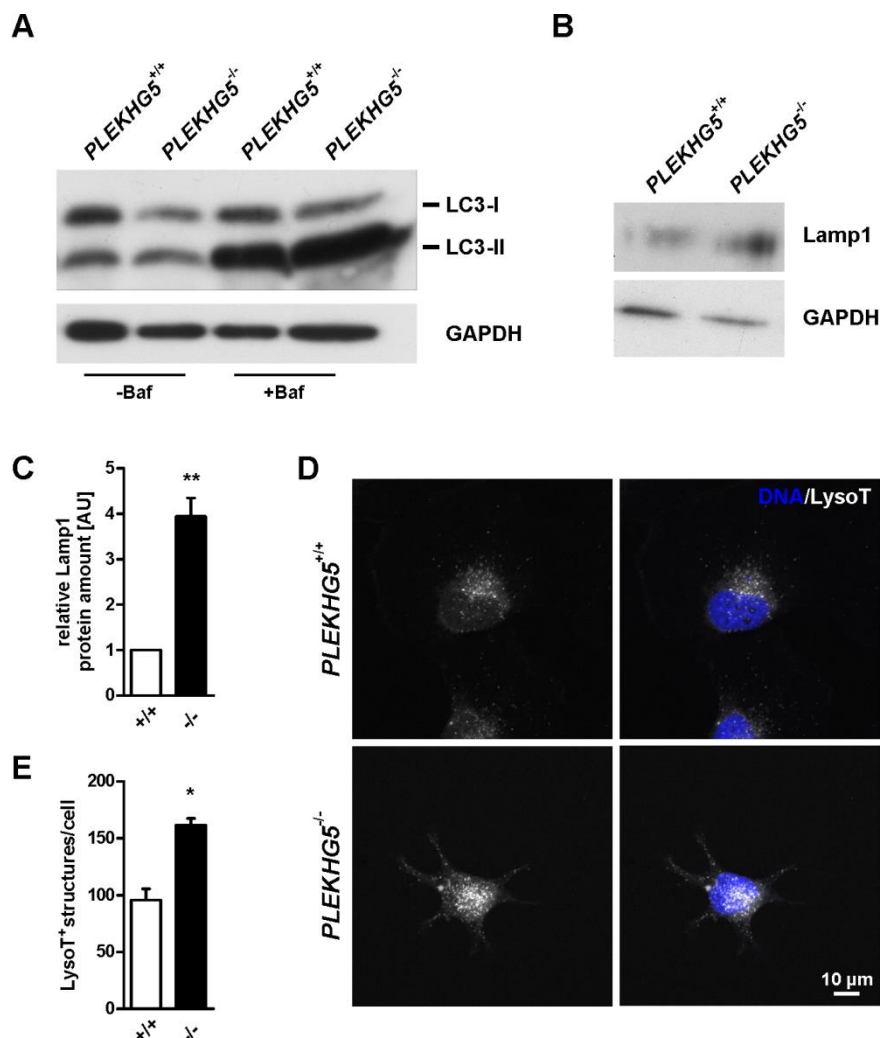 A
PLEKHG5+/+
PLEKHG5-/-
PLEKHG5+/+
PLEKHG5-/-
LC3-I
LC3-II
GAPDH
-Baf
+Baf
B
PLEKHG5+/+
PLEKHG5-/-
Lamp1
GAPDH
C
relative Lamp1
protein amount [AU]
5
4
3
2
1
0
**
+/+
-/-
D
DNA/LysoT
PLEKHG5+/+
PLEKHG5-/-
10 µm
E
LysoT+ structures/cell
200
150
100
50
0
*
+/+
-/-